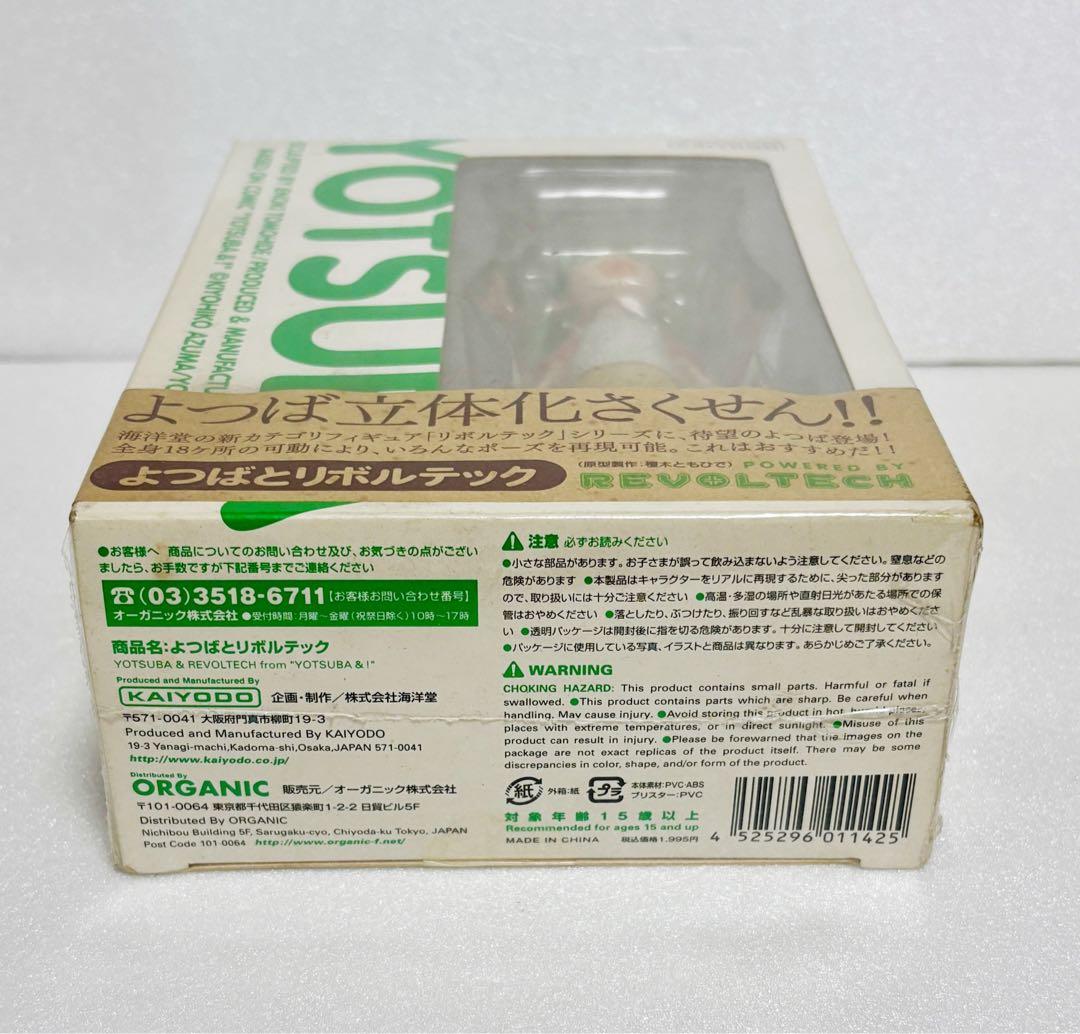 YOTSU
SCULPTED BY ENOKI TOMOHIDE/PRODUCED & MANUFACTU
BASED ON COMIC "YOTSUBA & !" ©KIYOHIKO AZUMA/YO
よつば立体化さくせん!!
海洋堂の新カテゴリフィギュア「リボルテック」シリーズに、待望のよつば登場!
全身18ヶ所の可動により、いろんなポーズを再現可能。これはおすすめだ!!
よつばとリボルテック
(原型製作:榎木ともひで)
POWERED BY
REVOLTECH
●お客様へ 商品についてのお問い合わせ及び、お気づきの点がござい
ましたら、お手数ですが下記番号までご連絡ください
☎(03)3518-6711【お客様お問い合わせ番号】
オーガニック株式会社 ●受付時間:月曜〜金曜(祝祭日除く)10時〜17時
商品名:よつばとリボルテック
YOTSUBA & REVOLTECH from "YOTSUBA & !"
Produced and Manufactured By
KAIYODO 企画・制作/株式会社海洋堂
〒571-0041 大阪府門真市柳町19-3
Produced and Manufactured By KAIYODO
19-3 Yanagi-machi,Kadoma-shi,Osaka,JAPAN 571-0041
http://www.kaiyodo.co.jp/
Distributed By
ORGANIC 販売元/オーガニック株式会社
〒101-0064 東京都千代田区猿楽町1-2-2 日貿ビル5F
Distributed By ORGANIC
Nichibou Building 5F, Sarugaku-cyo, Chiyoda-ku Tokyo, JAPAN
Post Code 101-0064 http://www.organic-f.net/
⚠注意 必ずお読みください
●小さな部品があります。お子さまが誤って飲み込まないよう注意してください。窒息などの
危険があります ●本製品はキャラクターをリアルに再現するために、尖った部分があります
ので、取り扱いには十分ご注意ください ●高温・多湿の場所や直射日光があたる場所での保
管はおやめください ●落としたり、ぶつけたり、振り回すなど乱暴な取り扱いはおやめくださ
い ●透明パッケージは開封後に指を切る危険があります。十分に注意して開封してください
●パッケージに使用している写真、イラストと商品は異なります。あらかじめご了承ください。
⚠WARNING
CHOKING HAZARD: This product contains small parts. Harmful or fatal if
swallowed. ●This product contains parts which are sharp. Be careful when
handling. May cause injury. ●Avoid storing this product in hot, humid places,
places with extreme temperatures, or in direct sunlight. ●Misuse of this
product can result in injury. ●Please be forewarned that the images on the
package are not exact replicas of the product itself. There may be some
discrepancies in color, shape, and/or form of the product.
紙 外箱:紙 プラ 本体素材:PVC·ABS
ブリスター:PVC
対象年齢15歳以上
Recommended for ages 15 and up
MADE IN CHINA 税込価格1,995円
4 525296 011425